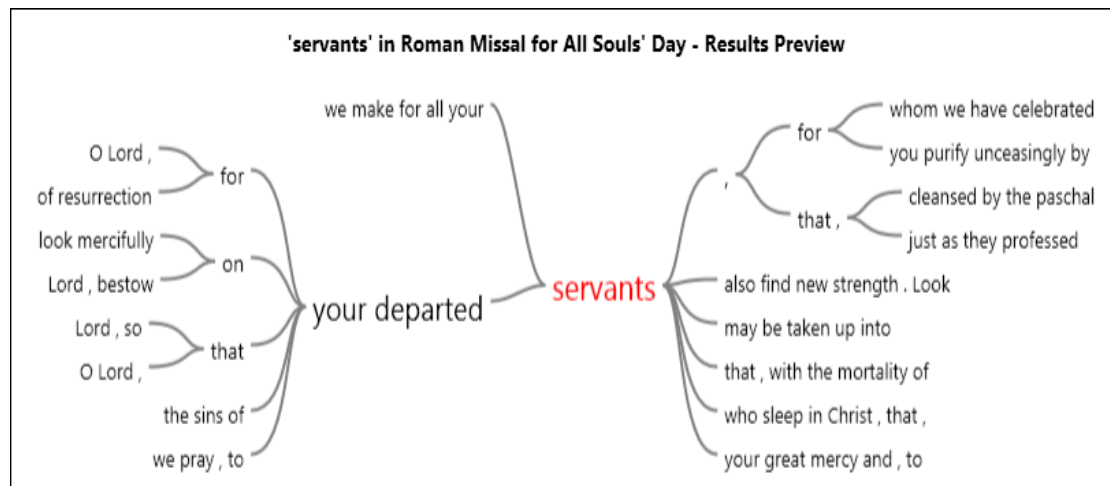 'servants' in Roman Missal for All Souls' Day - Results Preview
we make for all your
O Lord ,
of resurrection
for
look mercifully
Lord , bestow
on
Lord , so
O Lord ,
that
the sins of
we pray , to
your departed
servants
,
for
whom we have celebrated
you purify unceasingly by
that ,
cleansed by the paschal
just as they professed
also find new strength . Look
may be taken up into
that , with the mortality of
who sleep in Christ , that ,
your great mercy and , to